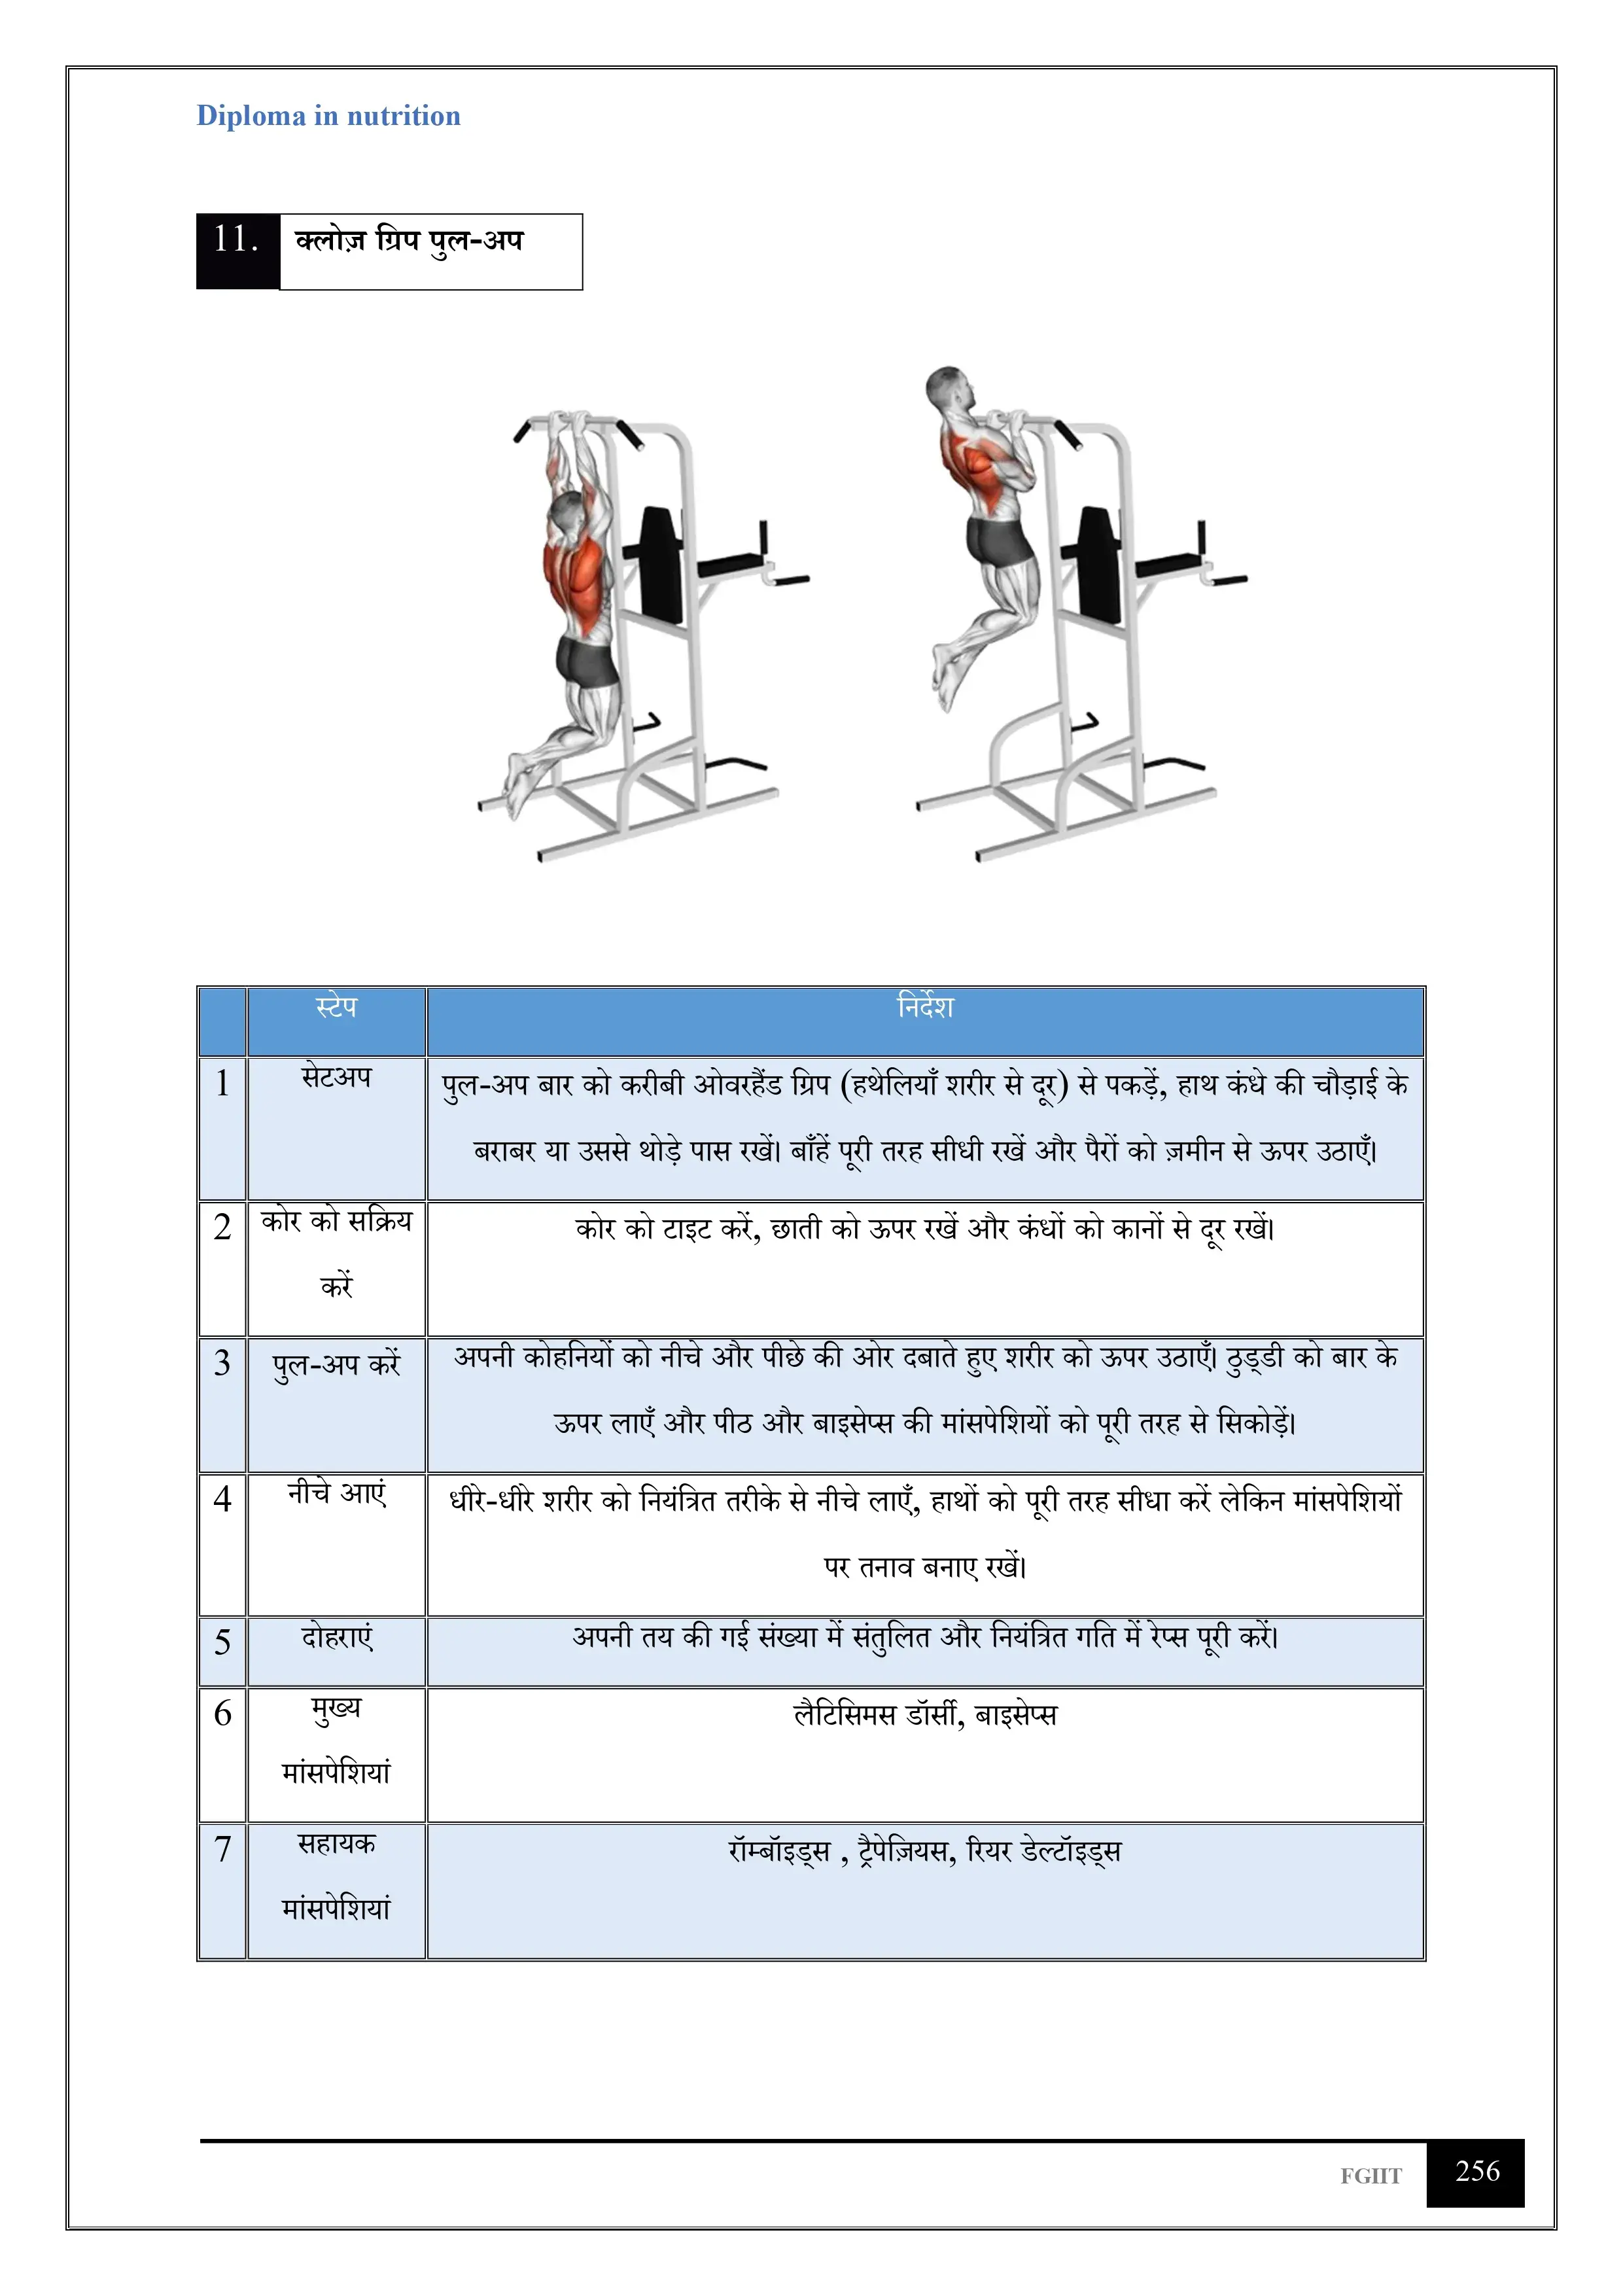 Diploma in nutrition
11. क्लोज़ ग्रिप पुल-अप
स्टेप निर्देश
1 सेटअप पुल-अप बार को करीबी ओवरहैंड ग्रिप (हथेलियाँ शरीर से दूर) से पकड़ें, हाथ कंधे की चौड़ाई के
बराबर या उससे थोड़े पास रखें। बाँहें पूरी तरह सीधी रखें और पैरों को ज़मीन से ऊपर उठाएँ।
2 कोर को सक्रिय कोर को टाइट करें, छाती को ऊपर रखें और कंधों को कानों से दूर रखें।
करें
3 पुल-अप करें अपनी कोहनियों को नीचे और पीछे की ओर दबाते हुए शरीर को ऊपर उठाएँ। ठुड्डी को बार के
ऊपर लाएँ और पीठ और बाइसेप्स की मांसपेशियों को पूरी तरह से सिकोड़ें।
4 नीचे आएं धीरे-धीरे शरीर को नियंत्रित तरीके से नीचे लाएँ, हाथों को पूरी तरह सीधा करें लेकिन मांसपेशियों
पर तनाव बनाए रखें।
5 दोहराएं अपनी तय की गई संख्या में संतुलित और नियंत्रित गति में रेप्स पूरी करें।
6 मुख्य लैटिसिमस डॉर्सी, बाइसेप्स
मांसपेशियां
7 सहायक रॉम्बॉइड्स , ट्रैपेज़ियस, रियर डेल्टॉइड्स
मांसपेशियां
FGIIT 256